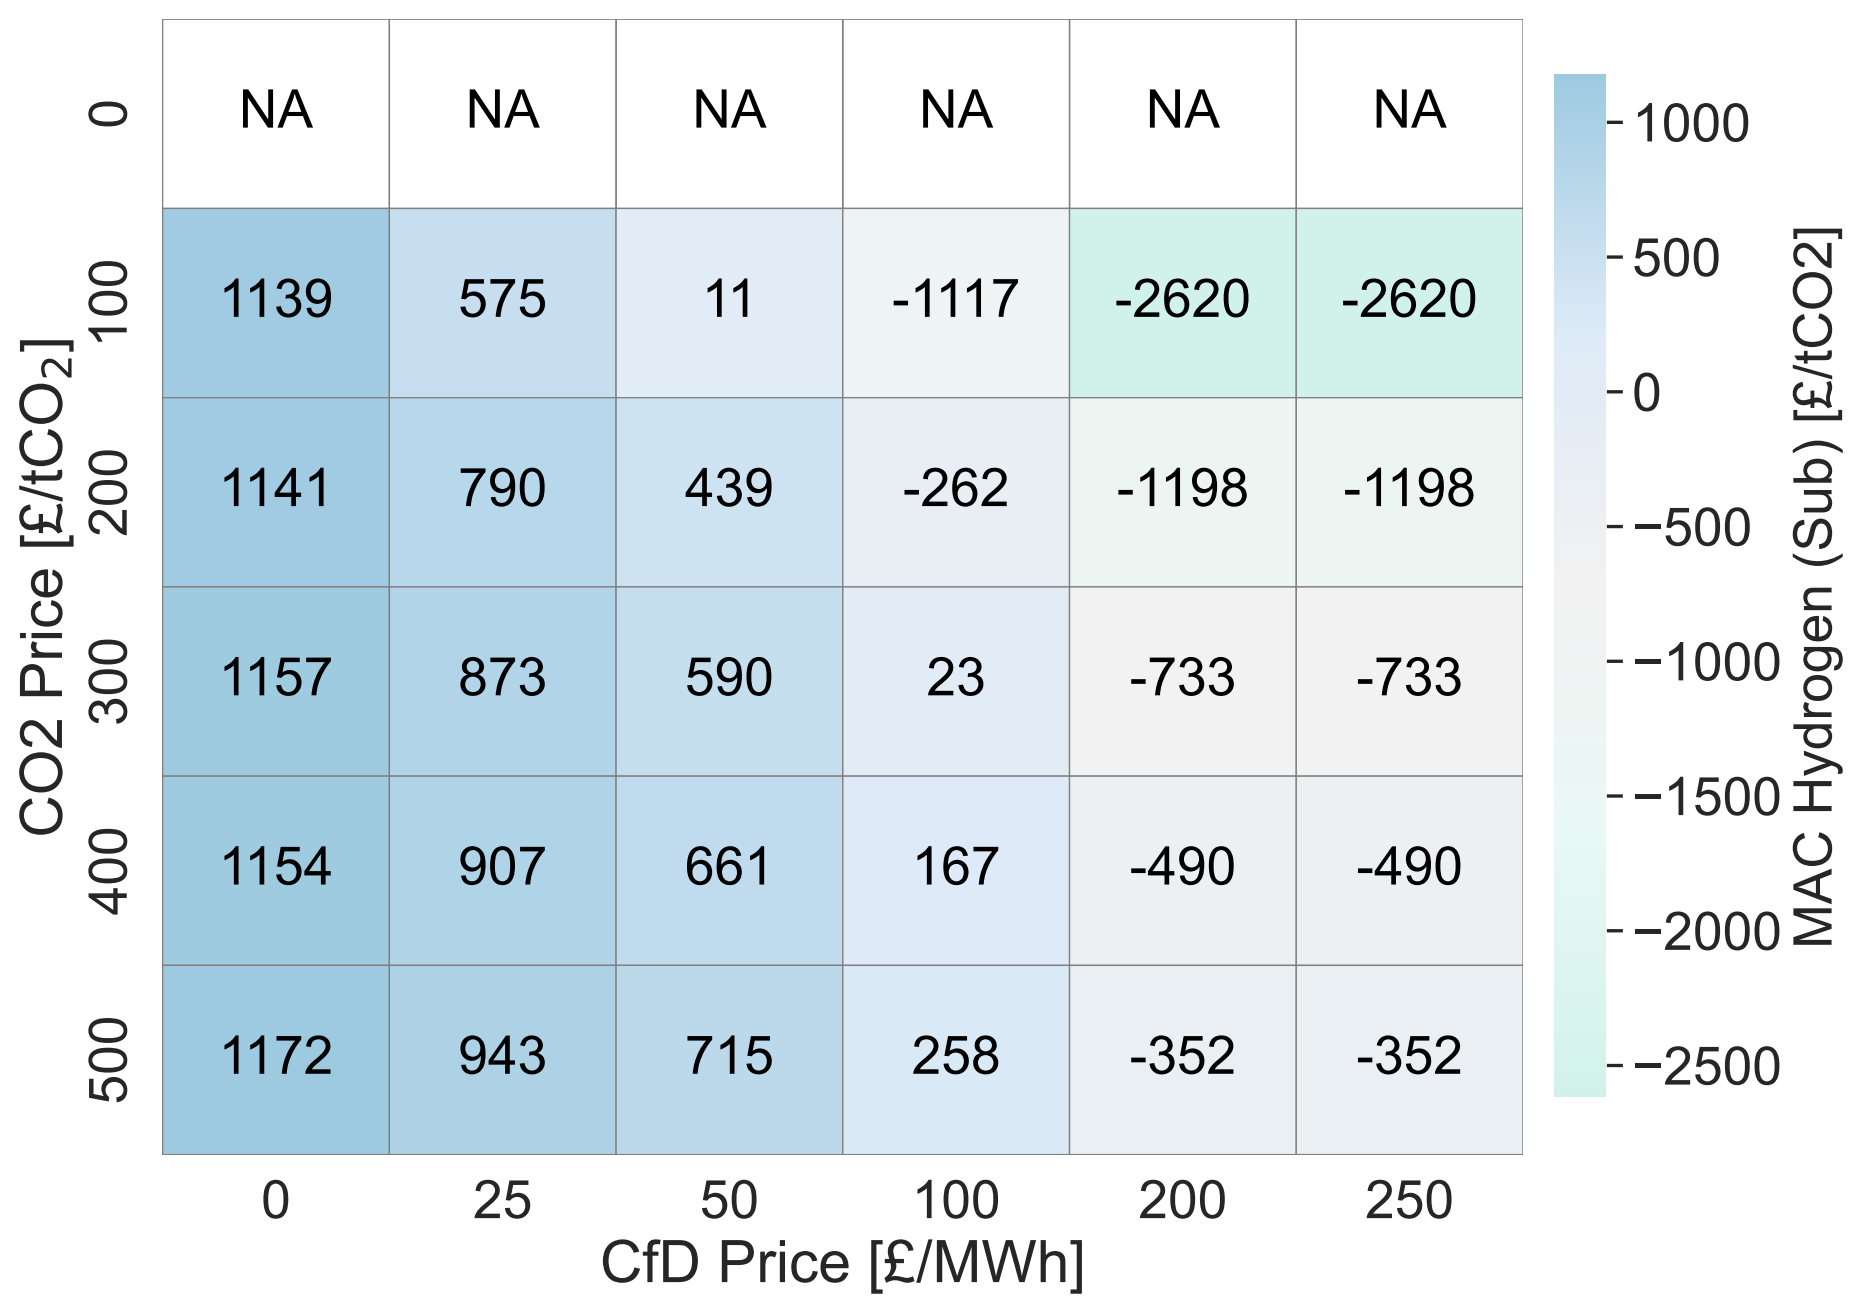 NA NA NA NA NA NA
1139 575 11 -1117 -2620 -2620
1141 790 439 -262 -1198 -1198
1157 873 590 23 -733 -733
1154 907 661 167 -490 -490
1172 943 715 258 -352 -352
0
100
200
300
400
500
CO2 Price [£/tCO₂]
0 25 50 100 200 250
CfD Price [£/MWh]
1000
500
0
−500
−1000
−1500
−2000
−2500
MAC Hydrogen (Sub) [£/tCO2]